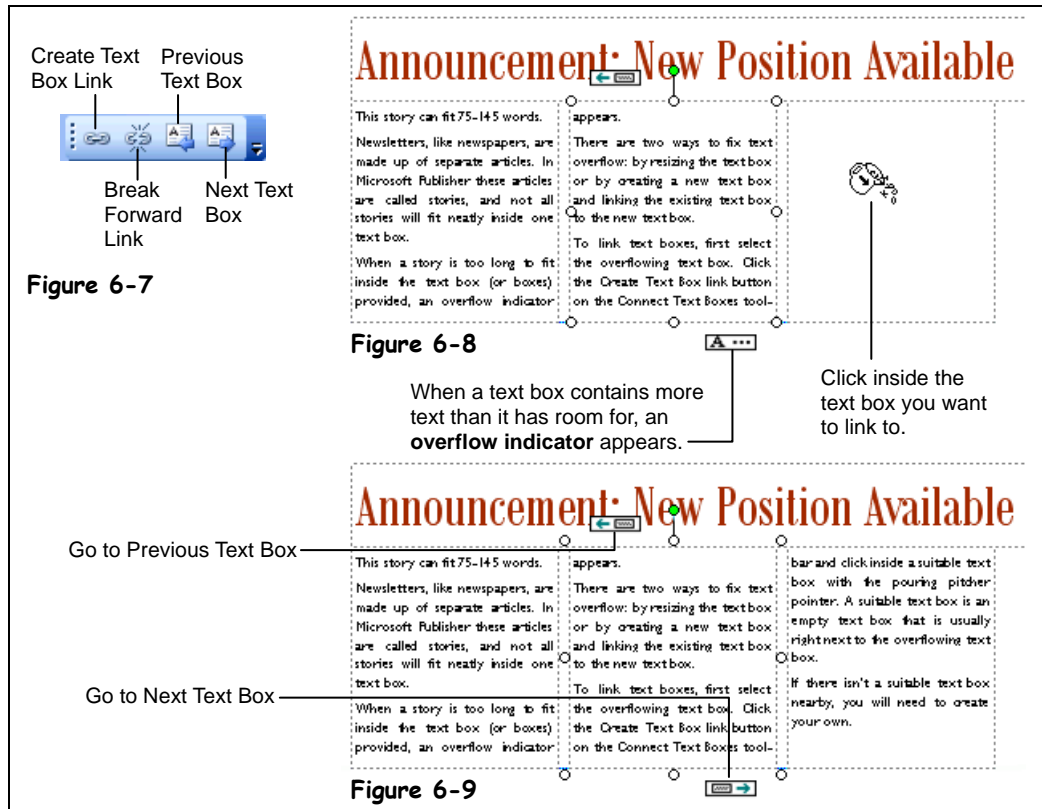 Create Text
Box Link
Previous
Text Box
Break
Forward
Link
Next Text
Box
Figure 6-7
Announcement: New Position Available
This story can fit 75-145 words.
Newsletters, like newspapers, are
made up of separate articles. In
Microsoft Publisher these articles
are called stories, and not all
stories will fit neatly inside one
text box.
When a story is too long to fit
inside the text box (or boxes)
provided, an overflow indicator
appears.
There are two ways to fix text
overflow: by resizing the text box
or by creating a new text box
and linking the existing text box
to the new text box.
To link text boxes, first select
the overflowing text box. Click
the Create Text Box link button
on the Connect Text Boxes tool-
Figure 6-8
A ...
When a text box contains more
text than it has room for, an
overflow indicator appears.
Click inside the
text box you want
to link to.
Announcement: New Position Available
Go to Previous Text Box
Go to Next Text Box
This story can fit 75-145 words.
Newsletters, like newspapers, are
made up of separate articles. In
Microsoft Publisher these articles
are called stories, and not all
stories will fit neatly inside one
text box.
When a story is too long to fit
inside the text box (or boxes)
provided, an overflow indicator
appears.
There are two ways to fix text
overflow: by resizing the text box
or by creating a new text box
and linking the existing text box
to the new text box.
To link text boxes, first select
the overflowing text box. Click
the Create Text Box link button
on the Connect Text Boxes tool-
bar and click inside a suitable text
box with the pouring pitcher
pointer. A suitable text box is an
empty text box that is usually
right next to the overflowing text
box.
If there isn't a suitable text box
nearby, you will need to create
your own.
Figure 6-9